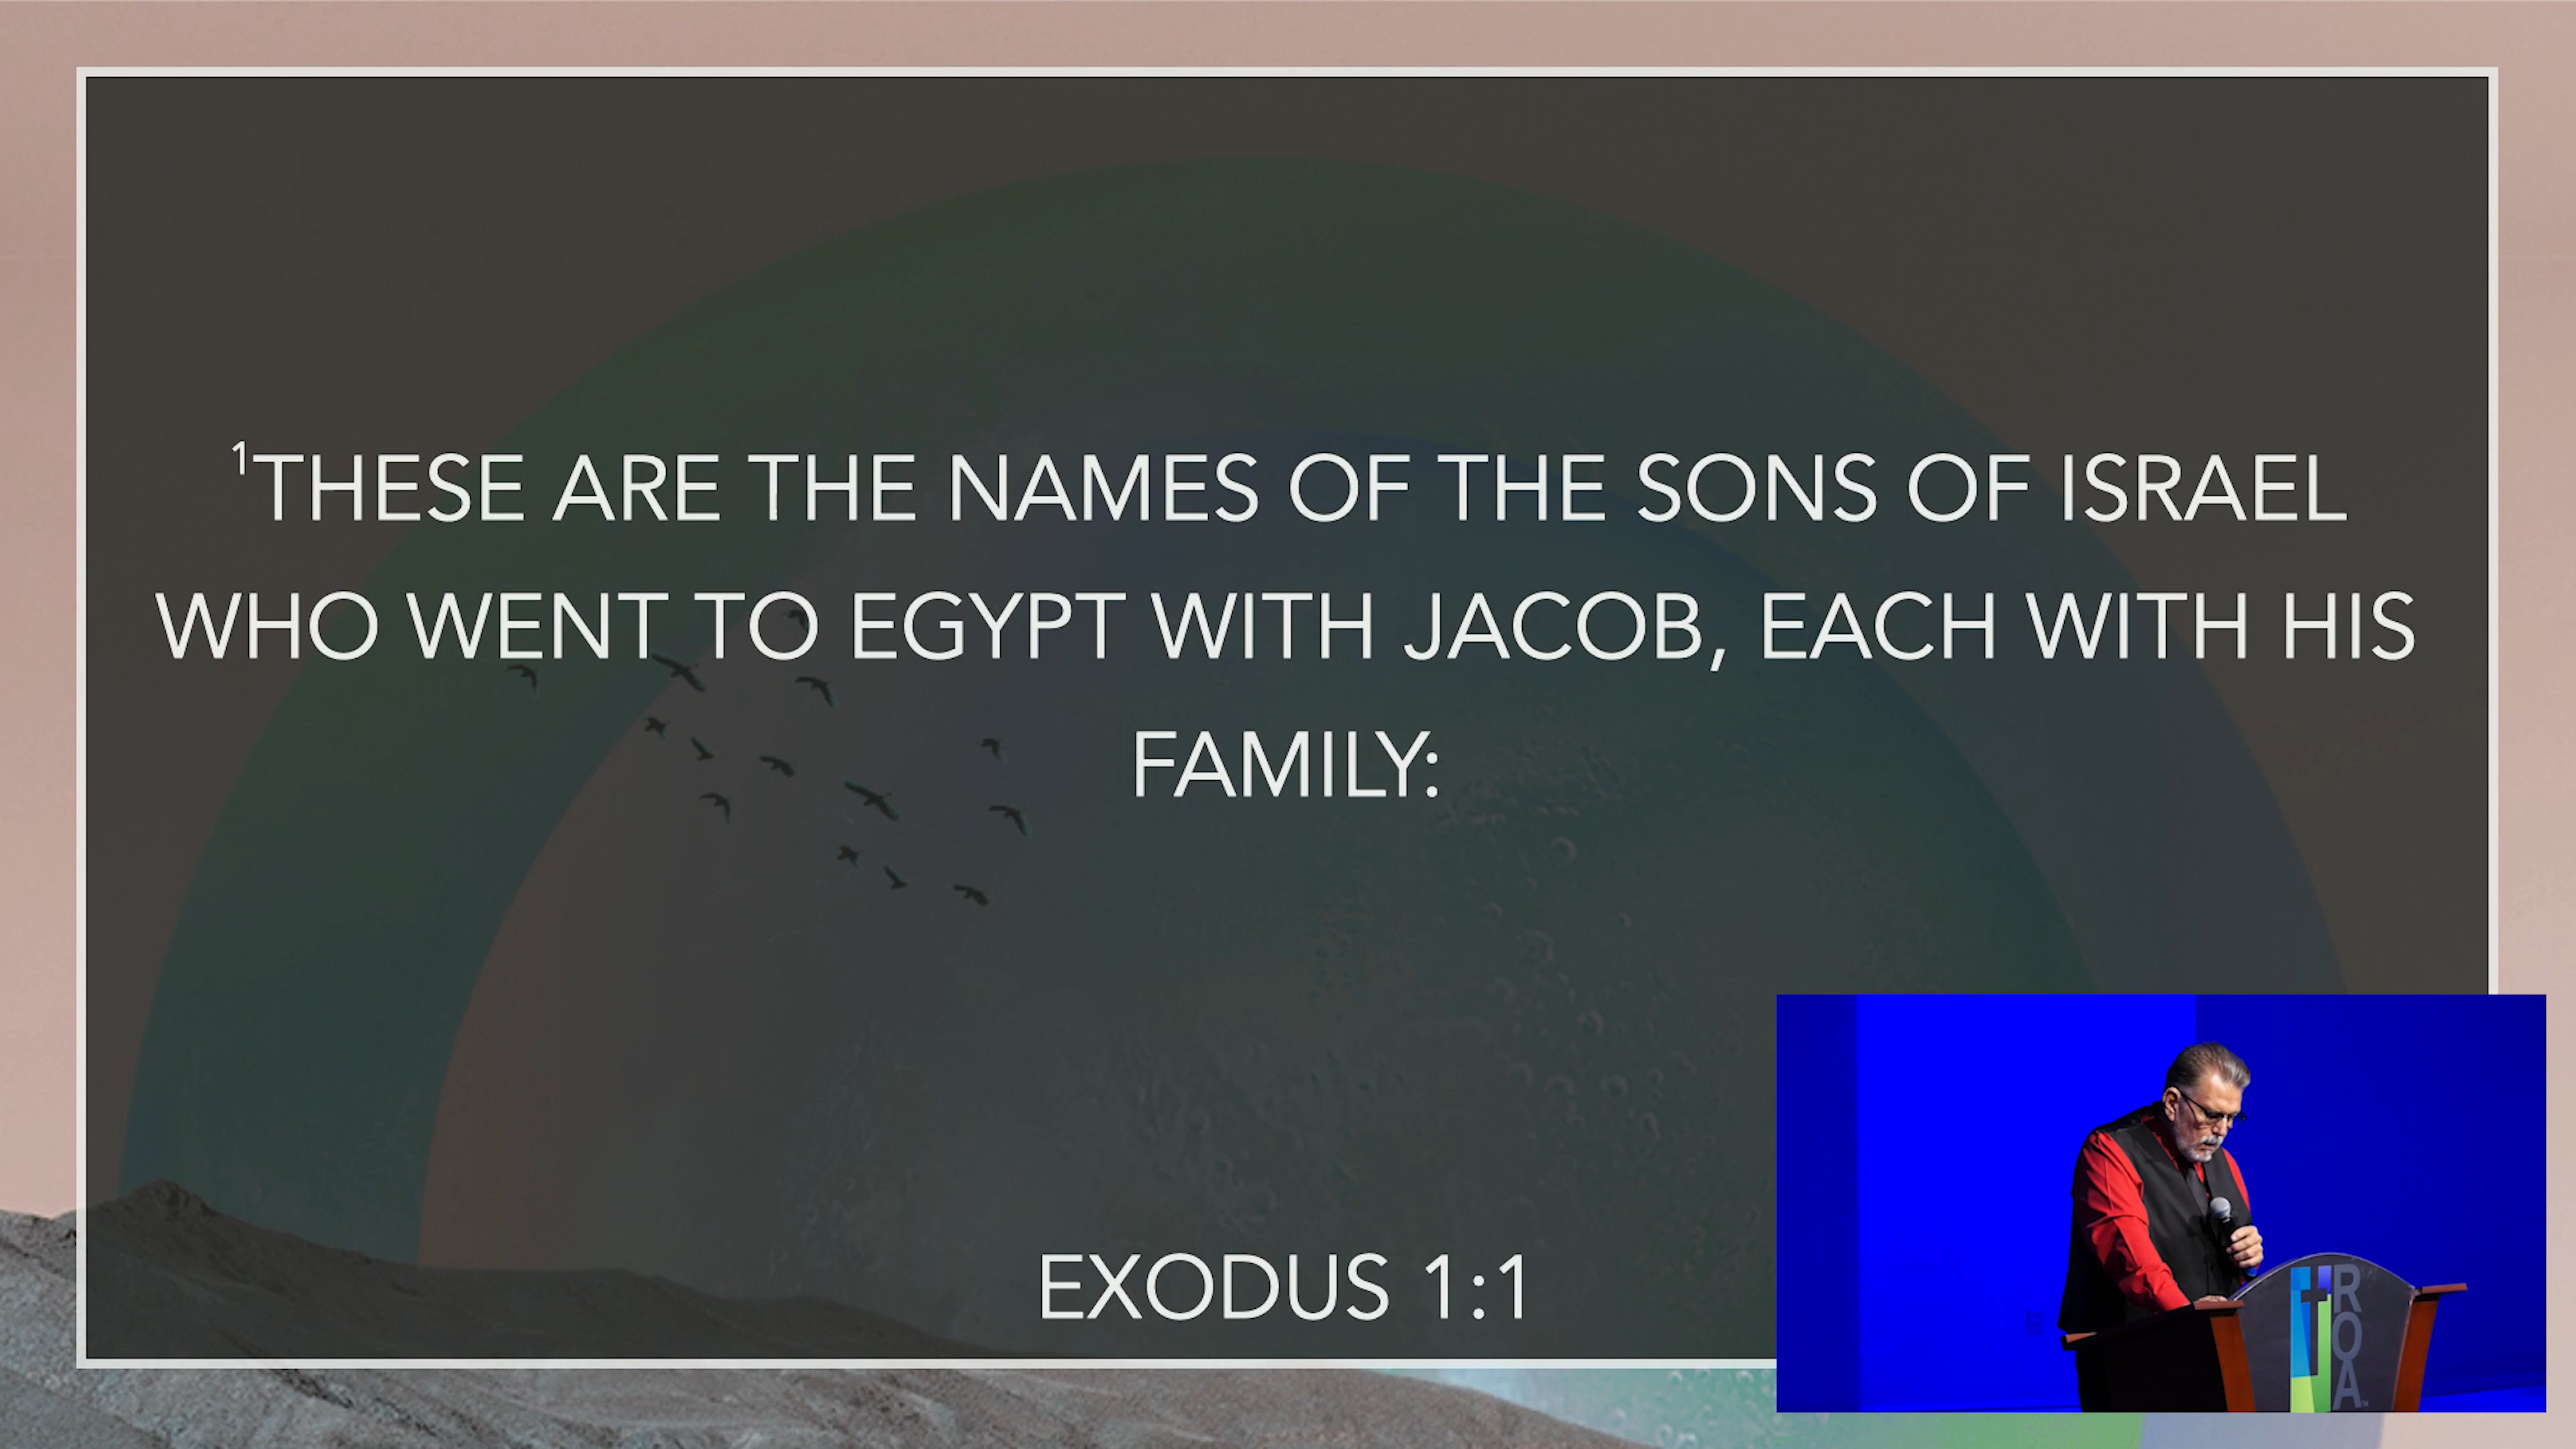 ¹THESE ARE THE NAMES OF THE SONS OF ISRAEL
WHO WENT TO EGYPT WITH JACOB, EACH WITH HIS
FAMILY:
EXODUS 1:1
ROA